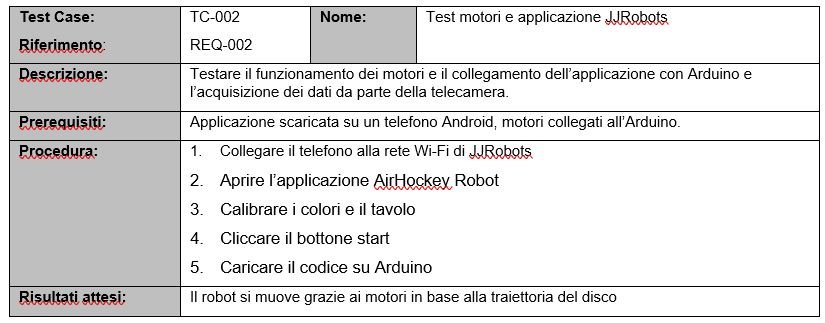 Test Case: TC-002 Nome: Test motori e applicazione JJRobots
Riferimento: REQ-002
Descrizione: Testare il funzionamento dei motori e il collegamento dell’applicazione con Arduino e
l’acquisizione dei dati da parte della telecamera.
Prerequisiti: Applicazione scaricata su un telefono Android, motori collegati all’Arduino.
Procedura: 1. Collegare il telefono alla rete Wi-Fi di JJRobots
2. Aprire l’applicazione AirHockey Robot
3. Calibrare i colori e il tavolo
4. Cliccare il bottone start
5. Caricare il codice su Arduino
Risultati attesi: Il robot si muove grazie ai motori in base alla traiettoria del disco